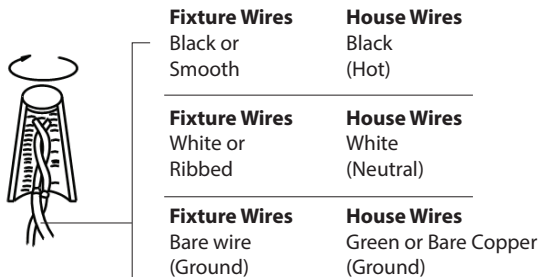 Fixture Wires House Wires
Black or Black
Smooth (Hot)
Fixture Wires House Wires
White or White
Ribbed (Neutral)
Fixture Wires House Wires
Bare wire Green or Bare Copper
(Ground) (Ground)